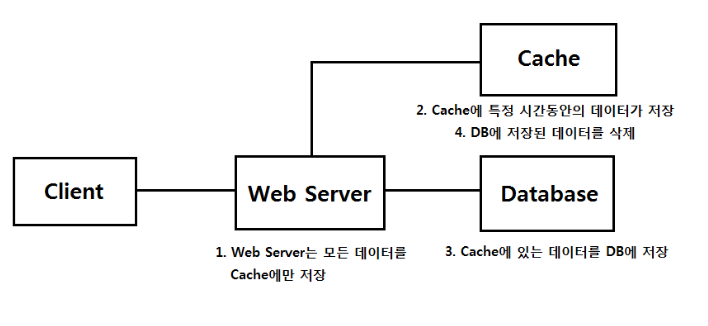 Cache
2. Cache에 특정 시간동안의 데이터가 저장
4. DB에 저장된 데이터를 삭제
Client
Web Server
Database
1. Web Server는 모든 데이터를
Cache에만 저장
3. Cache에 있는 데이터를 DB에 저장